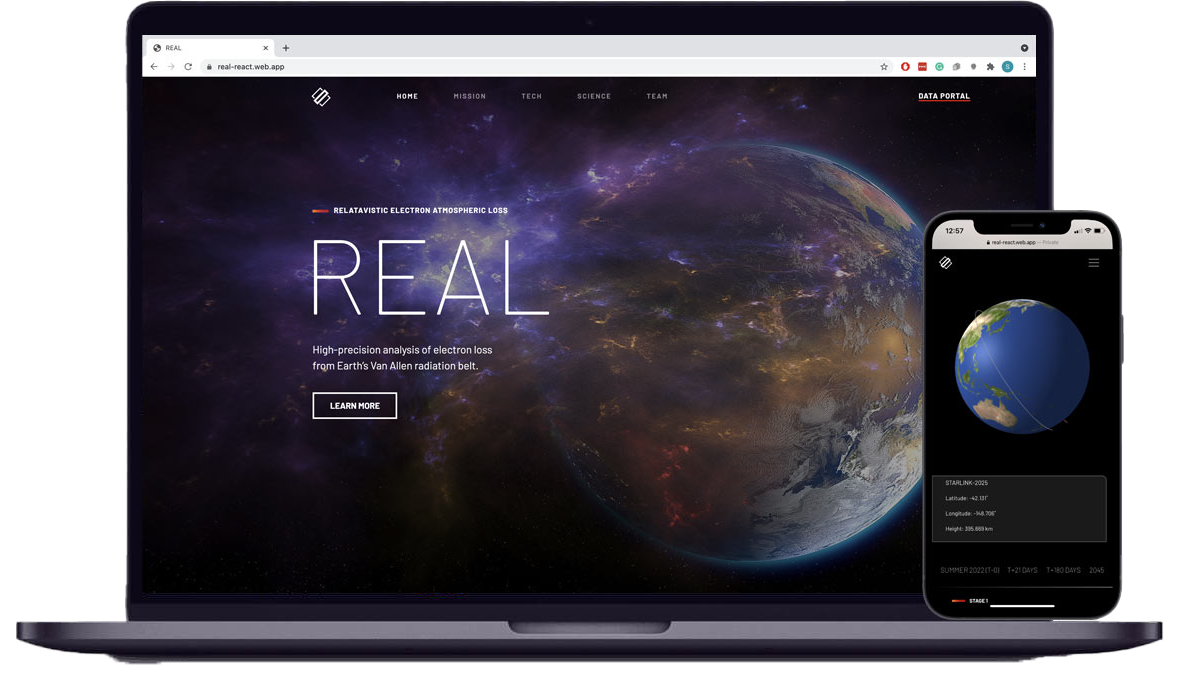 REAL
real-react.web.app
S
HOME MISSION TECH SCIENCE TEAM DATA PORTAL
RELATAVISTIC ELECTRON ATMOSPHERIC LOSS
REAL
High-precision analysis of electron loss
from Earth's Van Allen radiation belt.
LEARN MORE
12:57
real-react.web.app — Private
STARLINK-2025
Latitude: -42.131°
Longitude: -148.706°
Height: 395.669 km
SUMMER 2022 (T-0) T+21 DAYS T+180 DAYS 2045
STAGE 1